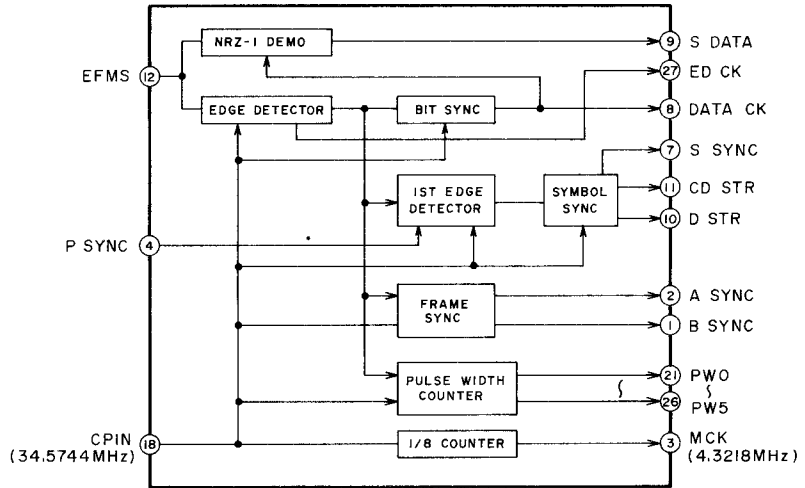 NRZ-1 DEMO
9 S DATA
27 ED CK
EFMS 12
EDGE DETECTOR
BIT SYNC
8 DATA CK
7 S SYNC
1ST EDGE
DETECTOR
SYMBOL
SYNC
11 CD STR
10 D STR
P SYNC 4
FRAME
SYNC
2 A SYNC
1 B SYNC
PULSE WIDTH
COUNTER
21 PW0
26 PW5
CPIN 18
(34.5744MHz)
1/8 COUNTER
3 MCK
(4.3218MHz)